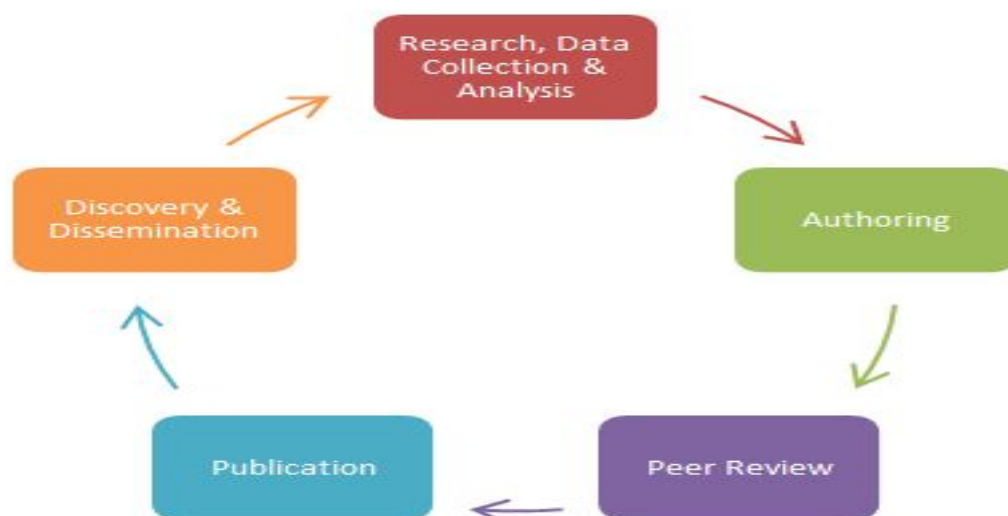 Research, Data
Collection &
Analysis
Authoring
Peer Review
Publication
Discovery &
Dissemination